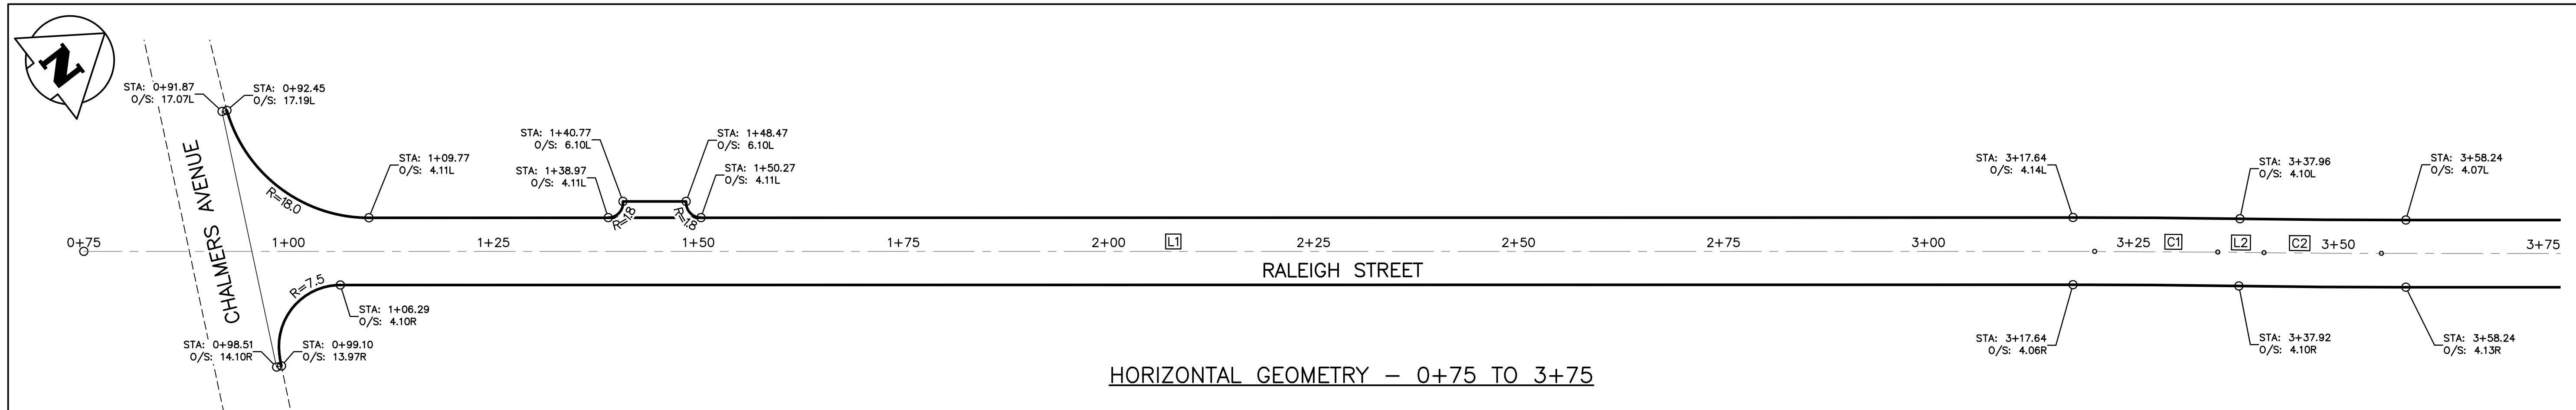 N
STA: 0+91.87
O/S: 17.07L
STA: 0+92.45
O/S: 17.19L
CHALMERS AVENUE
R=18.0
STA: 1+09.77
O/S: 4.11L
STA: 1+40.77
O/S: 6.10L
STA: 1+38.97
O/S: 4.11L
STA: 1+48.47
O/S: 6.10L
STA: 1+50.27
O/S: 4.11L
R=1.8
R=1.8
STA: 3+17.64
O/S: 4.14L
STA: 3+37.96
O/S: 4.10L
STA: 3+58.24
O/S: 4.07L
0+75
1+00
1+25
1+50
1+75
2+00
L1
2+25
2+50
2+75
3+00
3+25
C1
L2
C2
3+50
3+75
RALEIGH STREET
R=7.5
STA: 1+06.29
O/S: 4.10R
STA: 0+98.51
O/S: 14.10R
STA: 0+99.10
O/S: 13.97R
STA: 3+17.64
O/S: 4.06R
STA: 3+37.92
O/S: 4.10R
STA: 3+58.24
O/S: 4.13R
HORIZONTAL GEOMETRY - 0+75 TO 3+75